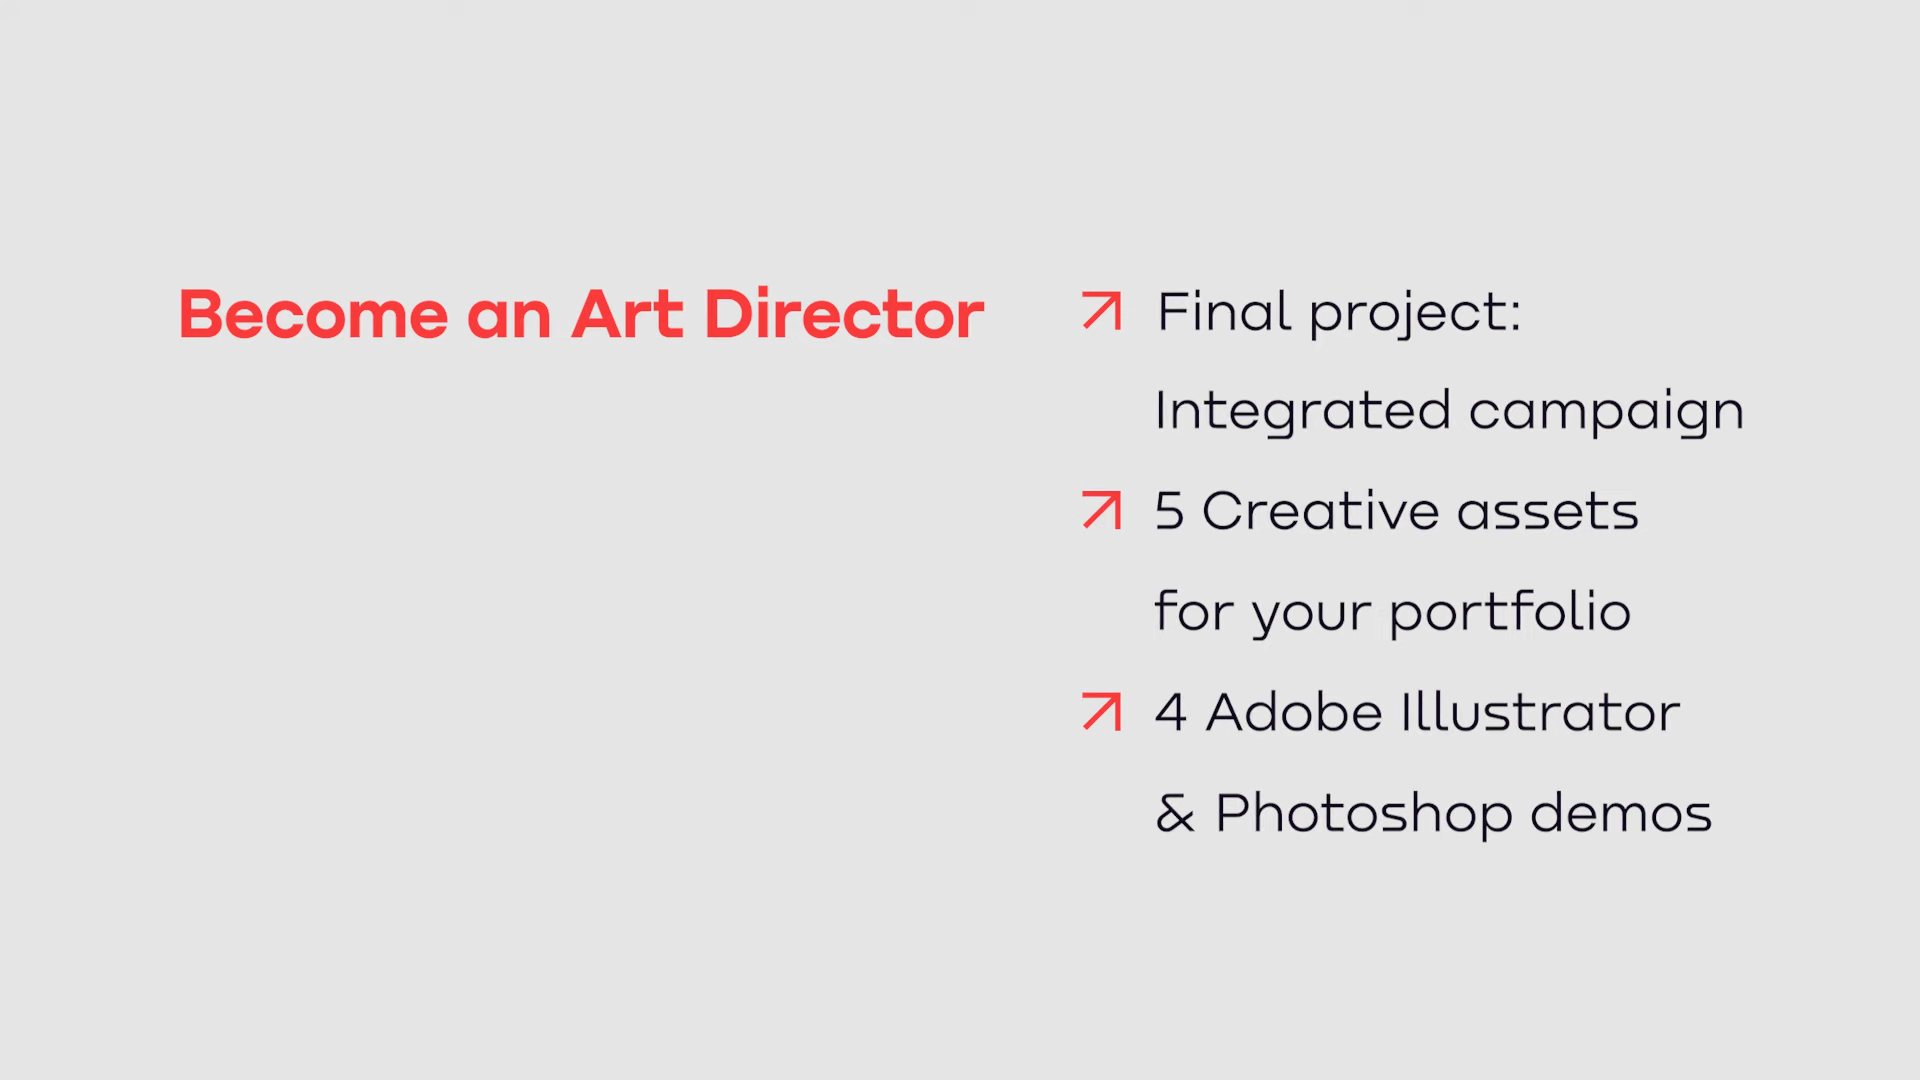 Become an Art Director
Final project:
Integrated campaign
5 Creative assets
for your portfolio
4 Adobe Illustrator
& Photoshop demos